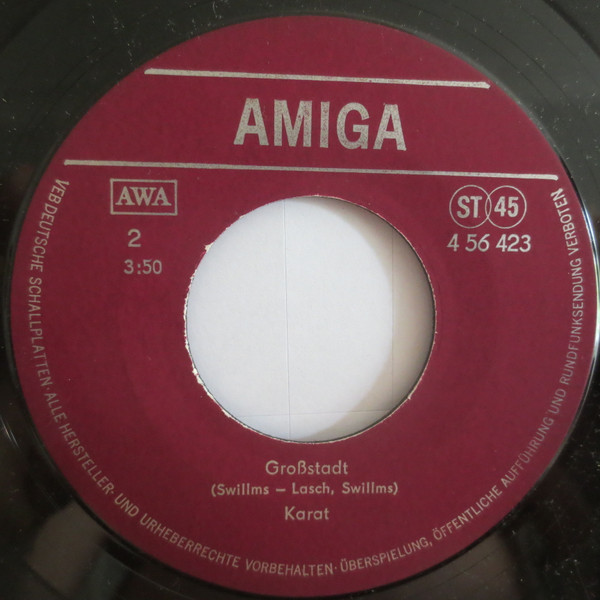 AMIGA
AWA
ST 45
2
4 56 423
3:50
Großstadt
(Swillms – Lasch, Swillms)
Karat
VEB DEUTSCHE SCHALLPLATTEN · ALLE HERSTELLER- UND URHEBERRECHTE VORBEHALTEN · ÜBERSPIELUNG, ÖFFENTLICHE AUFFÜHRUNG UND RUNDFUNKSENDUNG VERBOTEN